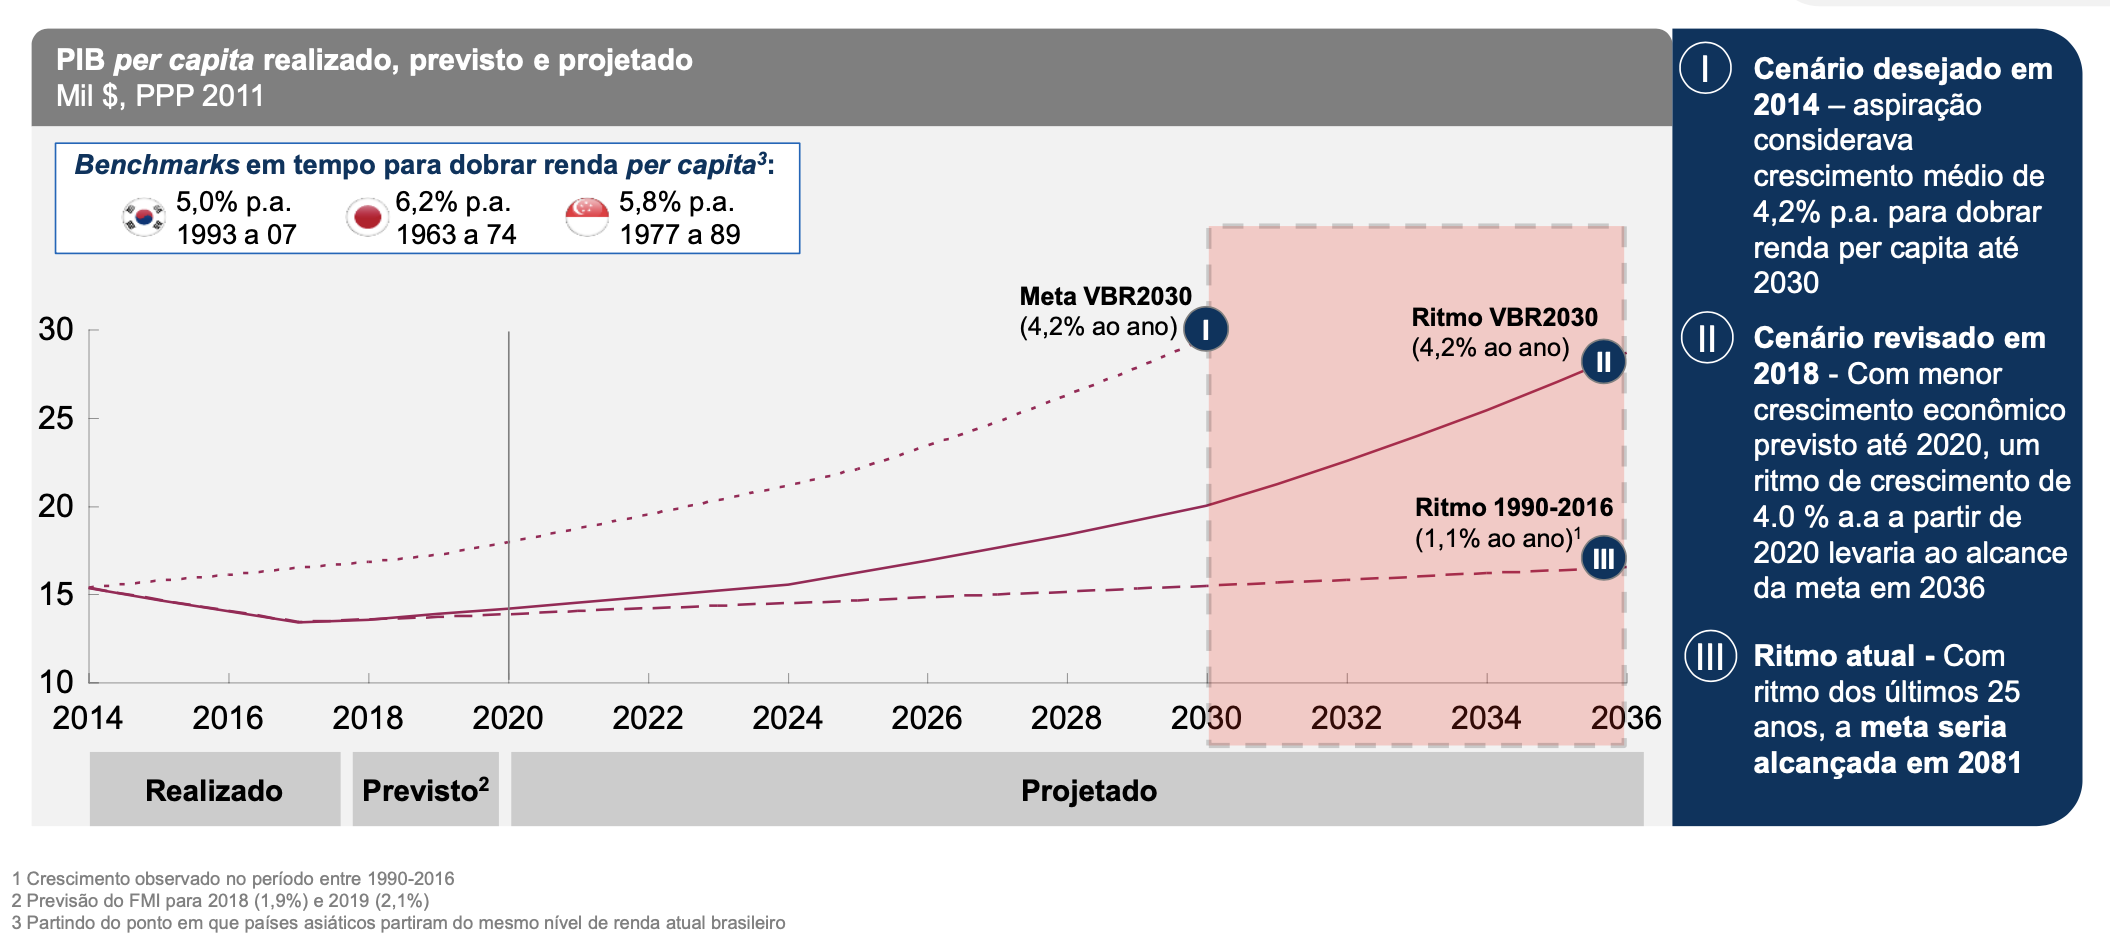 PIB per capita realizado, previsto e projetado
Mil $, PPP 2011
Benchmarks em tempo para dobrar renda per capita³:
5,0% p.a.
1993 a 07
6,2% p.a.
1963 a 74
5,8% p.a.
1977 a 89
Meta VBR2030
(4,2% ao ano)
I
Ritmo VBR2030
(4,2% ao ano)
II
Ritmo 1990-2016
(1,1% ao ano)¹
III
30
25
20
15
10
2014 2016 2018 2020 2022 2024 2026 2028 2030 2032 2034 2036
Realizado
Previsto²
Projetado
I
Cenário desejado em
2014 – aspiração
considerava
crescimento médio de
4,2% p.a. para dobrar
renda per capita até
2030
II
Cenário revisado em
2018 - Com menor
crescimento econômico
previsto até 2020, um
ritmo de crescimento de
4.0 % a.a a partir de
2020 levaria ao alcance
da meta em 2036
III
Ritmo atual - Com
ritmo dos últimos 25
anos, a meta seria
alcançada em 2081
1 Crescimento observado no período entre 1990-2016
2 Previsão do FMI para 2018 (1,9%) e 2019 (2,1%)
3 Partindo do ponto em que países asiáticos partiram do mesmo nível de renda atual brasileiro